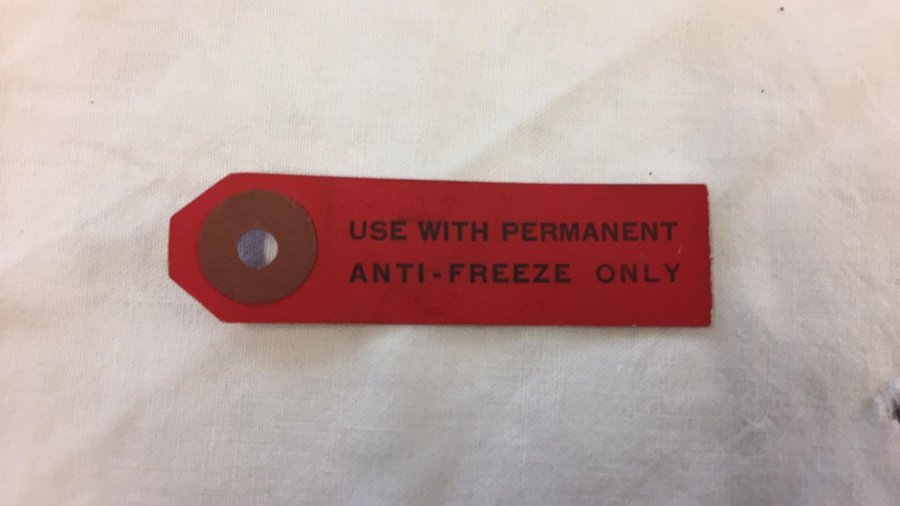 USE WITH PERMANENT
ANTI-FREEZE ONLY